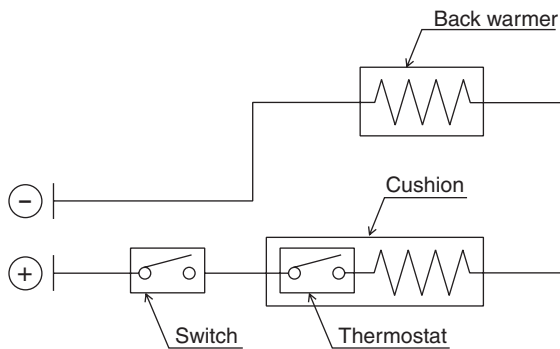 Back warmer
−
Cushion
+
Switch
Thermostat